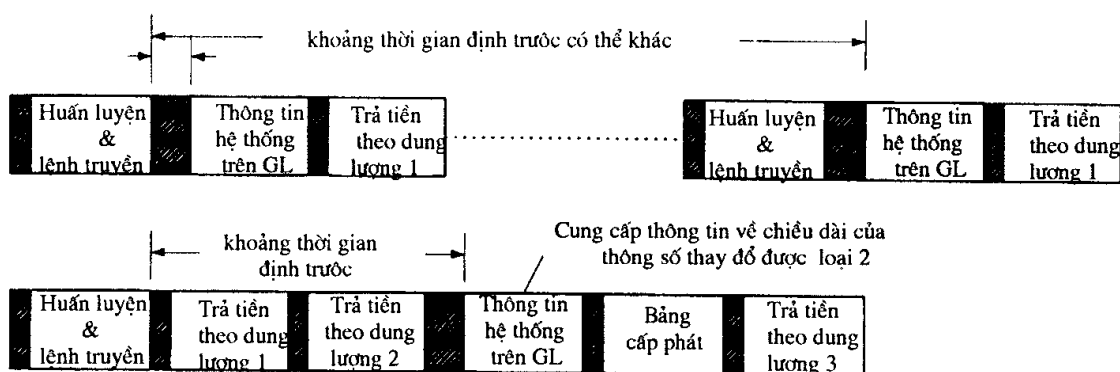 khoảng thời gian định trước có thể khác
Huấn luyện
&
lệnh truyền
Thông tin
hệ thống
trên GL
Trả tiền
theo dung
lượng 1
Huấn luyện
&
lệnh truyền
Thông tin
hệ thống
trên GL
Trả tiền
theo dung
lượng 1
khoảng thời gian
định trước
Cung cấp thông tin về chiều dài của
thông số thay đổ được loại 2
Huấn luyện
&
lệnh truyền
Trả tiền
theo dung
lượng 1
Trả tiền
theo dung
lượng 2
Thông tin
hệ thống
trên GL
Bảng
cấp phát
Trả tiền
theo dung
lượng 3